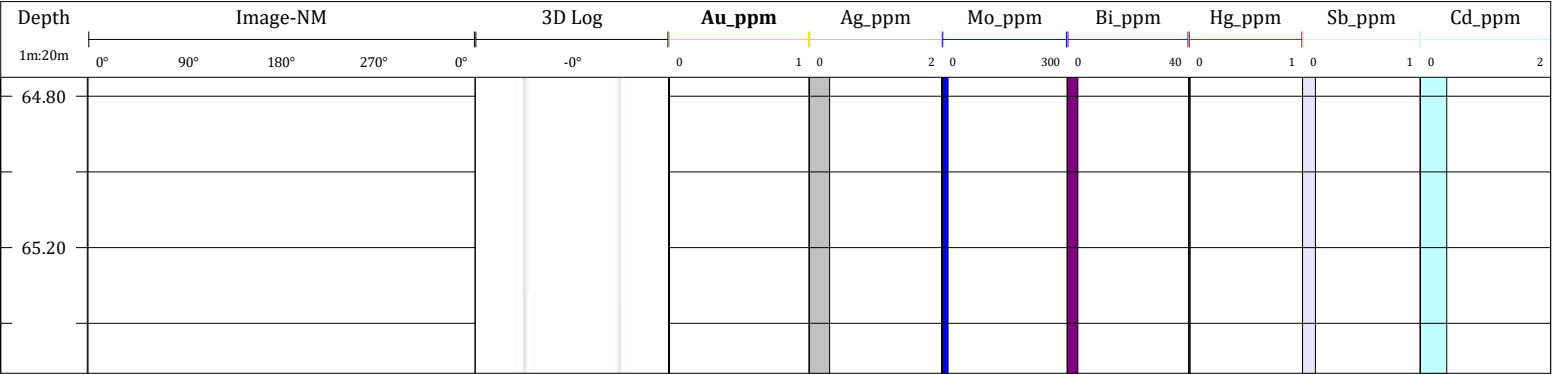 Depth Image-NM 3D Log Au_ppm Ag_ppm Mo_ppm Bi_ppm Hg_ppm Sb_ppm Cd_ppm
1m:20m 0° 90° 180° 270° 0° -0° 0 1 0 2 0 300 0 40 0 1 0 1 0 2
64.80
65.20